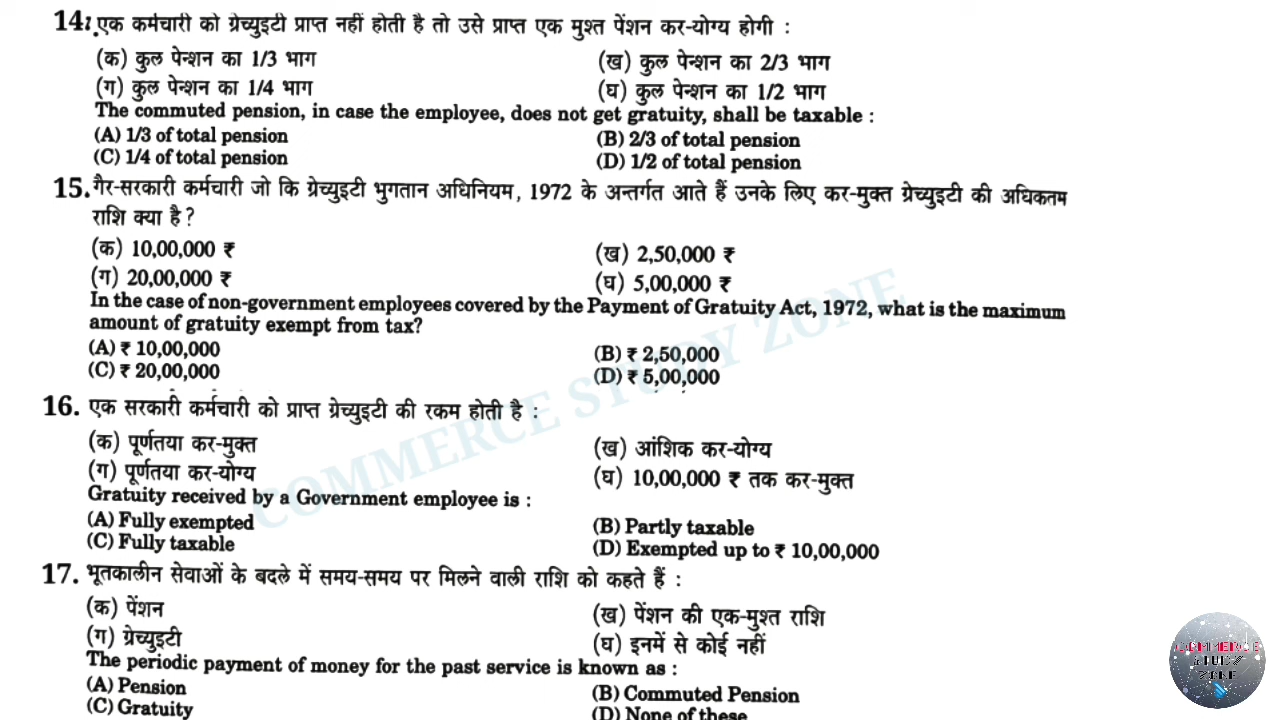 14. एक कर्मचारी को ग्रेच्युइटी प्राप्त नहीं होती है तो उसे प्राप्त एक मुश्त पेंशन कर-योग्य होगी :
(क) कुल पेन्शन का 1/3 भाग (ख) कुल पेन्शन का 2/3 भाग
(ग) कुल पेन्शन का 1/4 भाग (घ) कुल पेन्शन का 1/2 भाग
The commuted pension, in case the employee, does not get gratuity, shall be taxable :
(A) 1/3 of total pension (B) 2/3 of total pension
(C) 1/4 of total pension (D) 1/2 of total pension
15. गैर-सरकारी कर्मचारी जो कि ग्रेच्युइटी भुगतान अधिनियम, 1972 के अन्तर्गत आते हैं उनके लिए कर-मुक्त ग्रेच्युइटी की अधिकतम
राशि क्या है ?
(क) 10,00,000 ₹ (ख) 2,50,000 ₹
(ग) 20,00,000 ₹ (घ) 5,00,000 ₹
In the case of non-government employees covered by the Payment of Gratuity Act, 1972, what is the maximum
amount of gratuity exempt from tax?
(A) ₹ 10,00,000 (B) ₹ 2,50,000
(C) ₹ 20,00,000 (D) ₹ 5,00,000
COMMERCE STUDY ZONE
16. एक सरकारी कर्मचारी को प्राप्त ग्रेच्युइटी की रकम होती है :
(क) पूर्णतया कर-मुक्त (ख) आंशिक कर-योग्य
(ग) पूर्णतया कर-योग्य (घ) 10,00,000 ₹ तक कर-मुक्त
Gratuity received by a Government employee is :
(A) Fully exempted (B) Partly taxable
(C) Fully taxable (D) Exempted up to ₹ 10,00,000
17. भूतकालीन सेवाओं के बदले में समय-समय पर मिलने वाली राशि को कहते हैं :
(क) पेंशन (ख) पेंशन की एक-मुश्त राशि
(ग) ग्रेच्युइटी (घ) इनमें से कोई नहीं
The periodic payment of money for the past service is known as :
(A) Pension (B) Commuted Pension
(C) Gratuity (D) None of these
COMMERCE
STUDY
ZONE